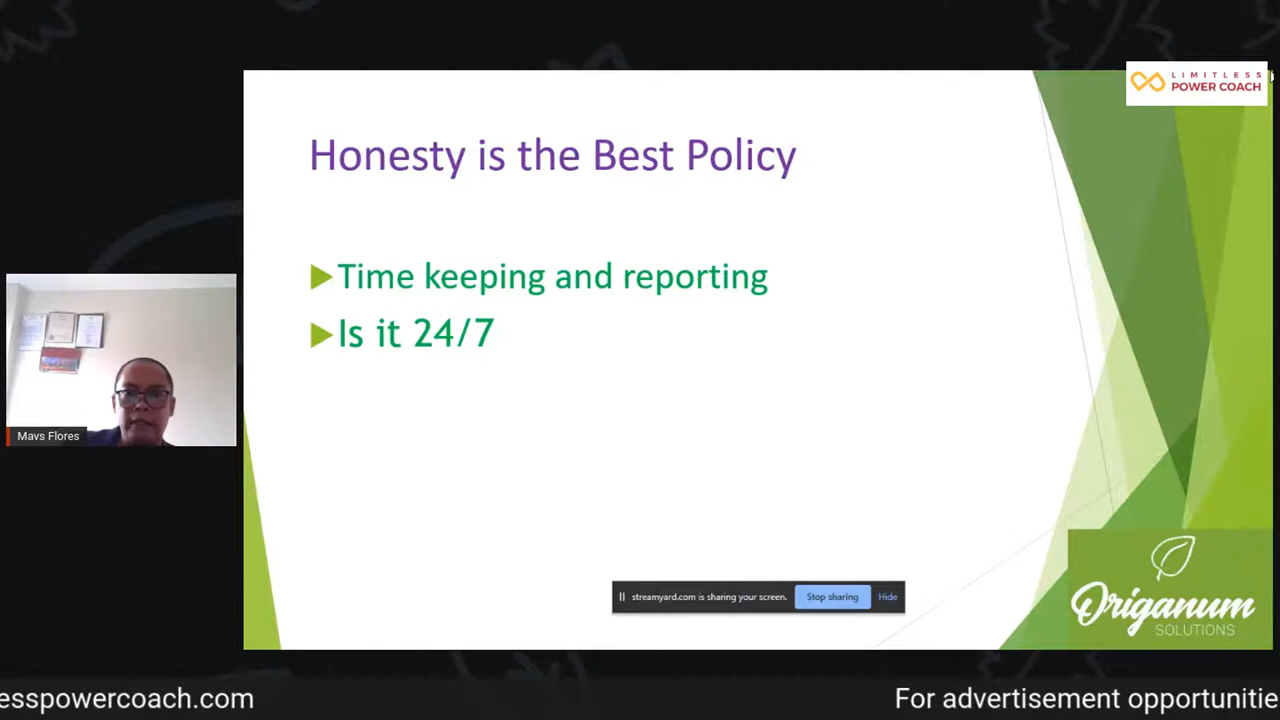 LIMITLESS
POWER COACH
Honesty is the Best Policy
Time keeping and reporting
Is it 24/7
Mavs Flores
streamyard.com is sharing your screen.
Stop sharing
Hide
Origanum
SOLUTIONS
esspowercoach.com
For advertisement opportunitie